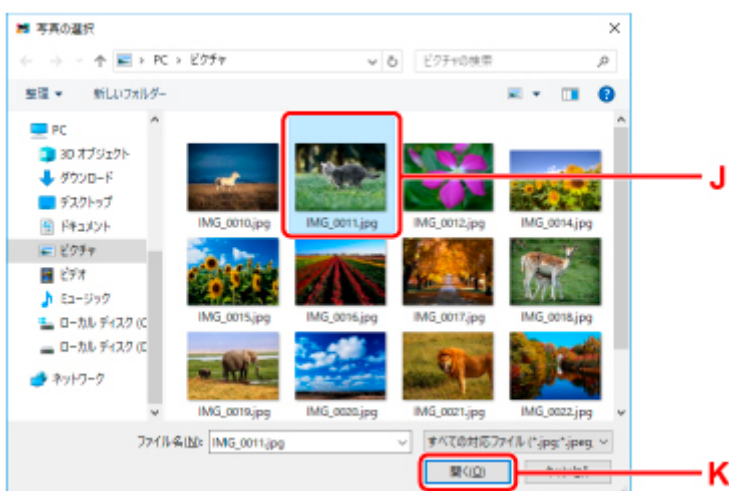 写真の選択
PC > ピクチャ
ピクチャの検索
整理
新しいフォルダー
PC
3D オブジェクト
ダウンロード
デスクトップ
ドキュメント
ピクチャ
ビデオ
ミュージック
ローカル ディスク (C
ローカル ディスク (D
ネットワーク
IMG_0010.jpg
IMG_0011.jpg
IMG_0012.jpg
IMG_0014.jpg
IMG_0015.jpg
IMG_0016.jpg
IMG_0017.jpg
IMG_0018.jpg
IMG_0019.jpg
IMG_0020.jpg
IMG_0021.jpg
IMG_0022.jpg
J
ファイル名(N): IMG_0011.jpg
すべての対応ファイル (*.jpg;*.jpeg,
開く(O)
K